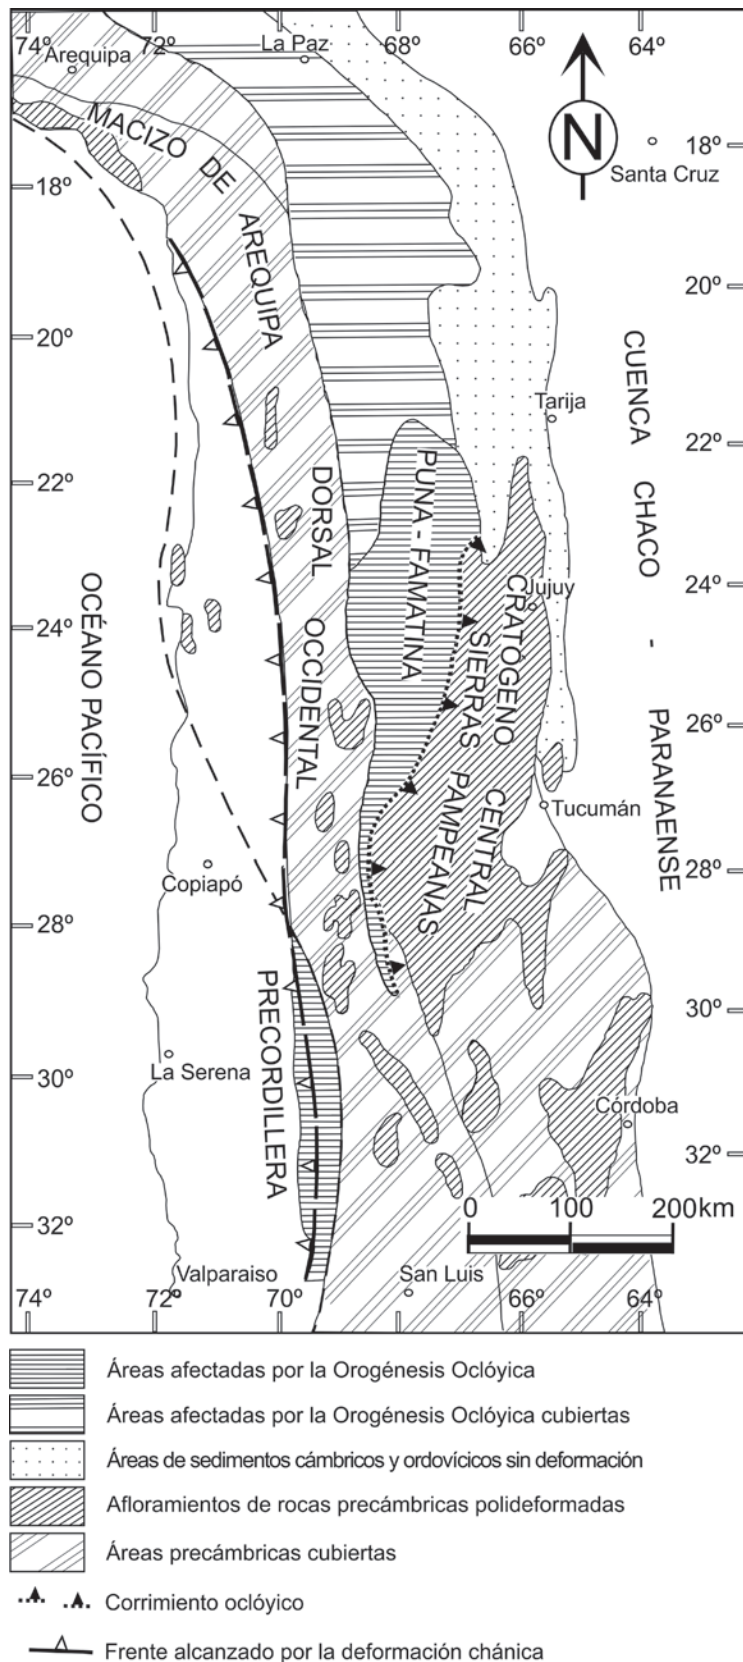 74º 72º 68º 66º 64º
Arequipa
La Paz
N
Santa Cruz
MACIZO DE AREQUIPA
18º
18º
20º
20º
22º
22º
24º
24º
26º
26º
28º
28º
30º
30º
32º
32º
CUENCA CHACO - PARANAENSE
Tarija
PUNA - FAMATINA
DORSAL OCCIDENTAL
OCÉANO PACÍFICO
Jujuy
CRATÓGENO CENTRAL
SIERRAS PAMPEANAS
Tucumán
Copiapó
PRECORDILLERA
La Serena
Córdoba
0 100 200km
Valparaiso
San Luis
74º 72º 70º 66º 64º
Áreas afectadas por la Orogénesis Oclóyica
Áreas afectadas por la Orogénesis Oclóyica cubiertas
Áreas de sedimentos cámbricos y ordovícicos sin deformación
Afloramientos de rocas precámbricas polideformadas
Áreas precámbricas cubiertas
Corrimiento oclóyico
Frente alcanzado por la deformación chánica